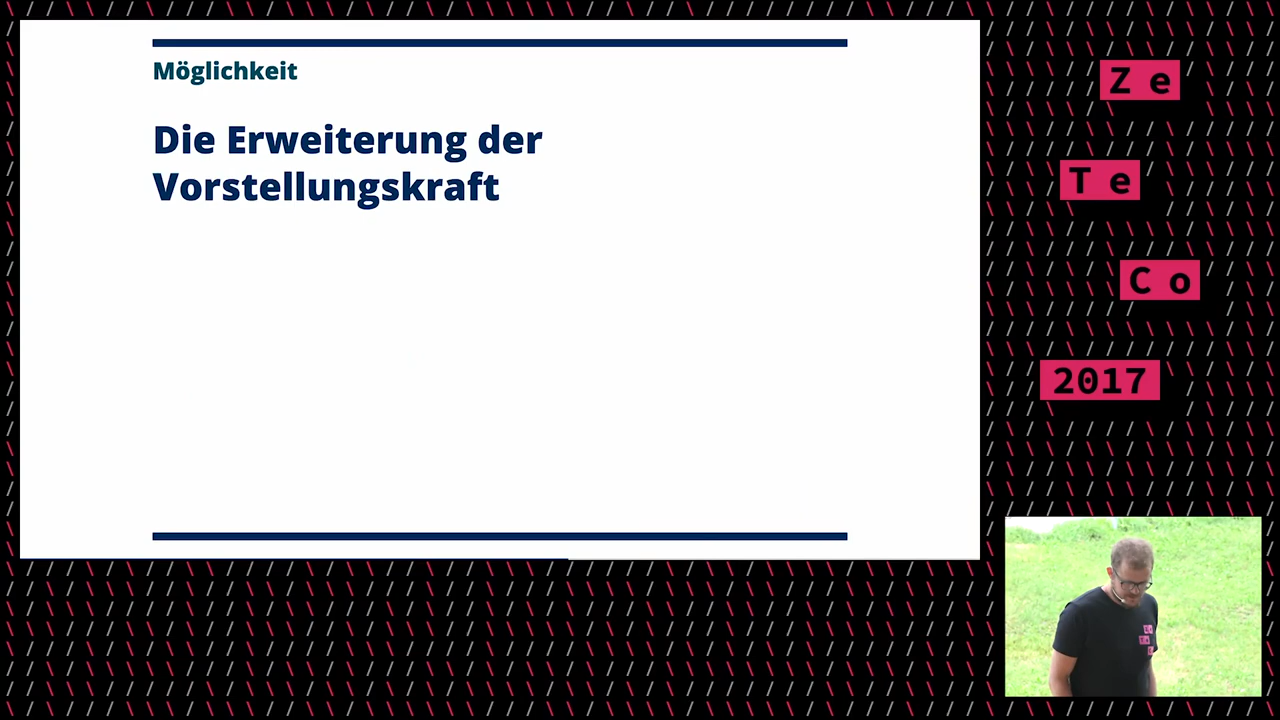 Möglichkeit
Die Erweiterung der
Vorstellungskraft
Ze
Te
Co
2017